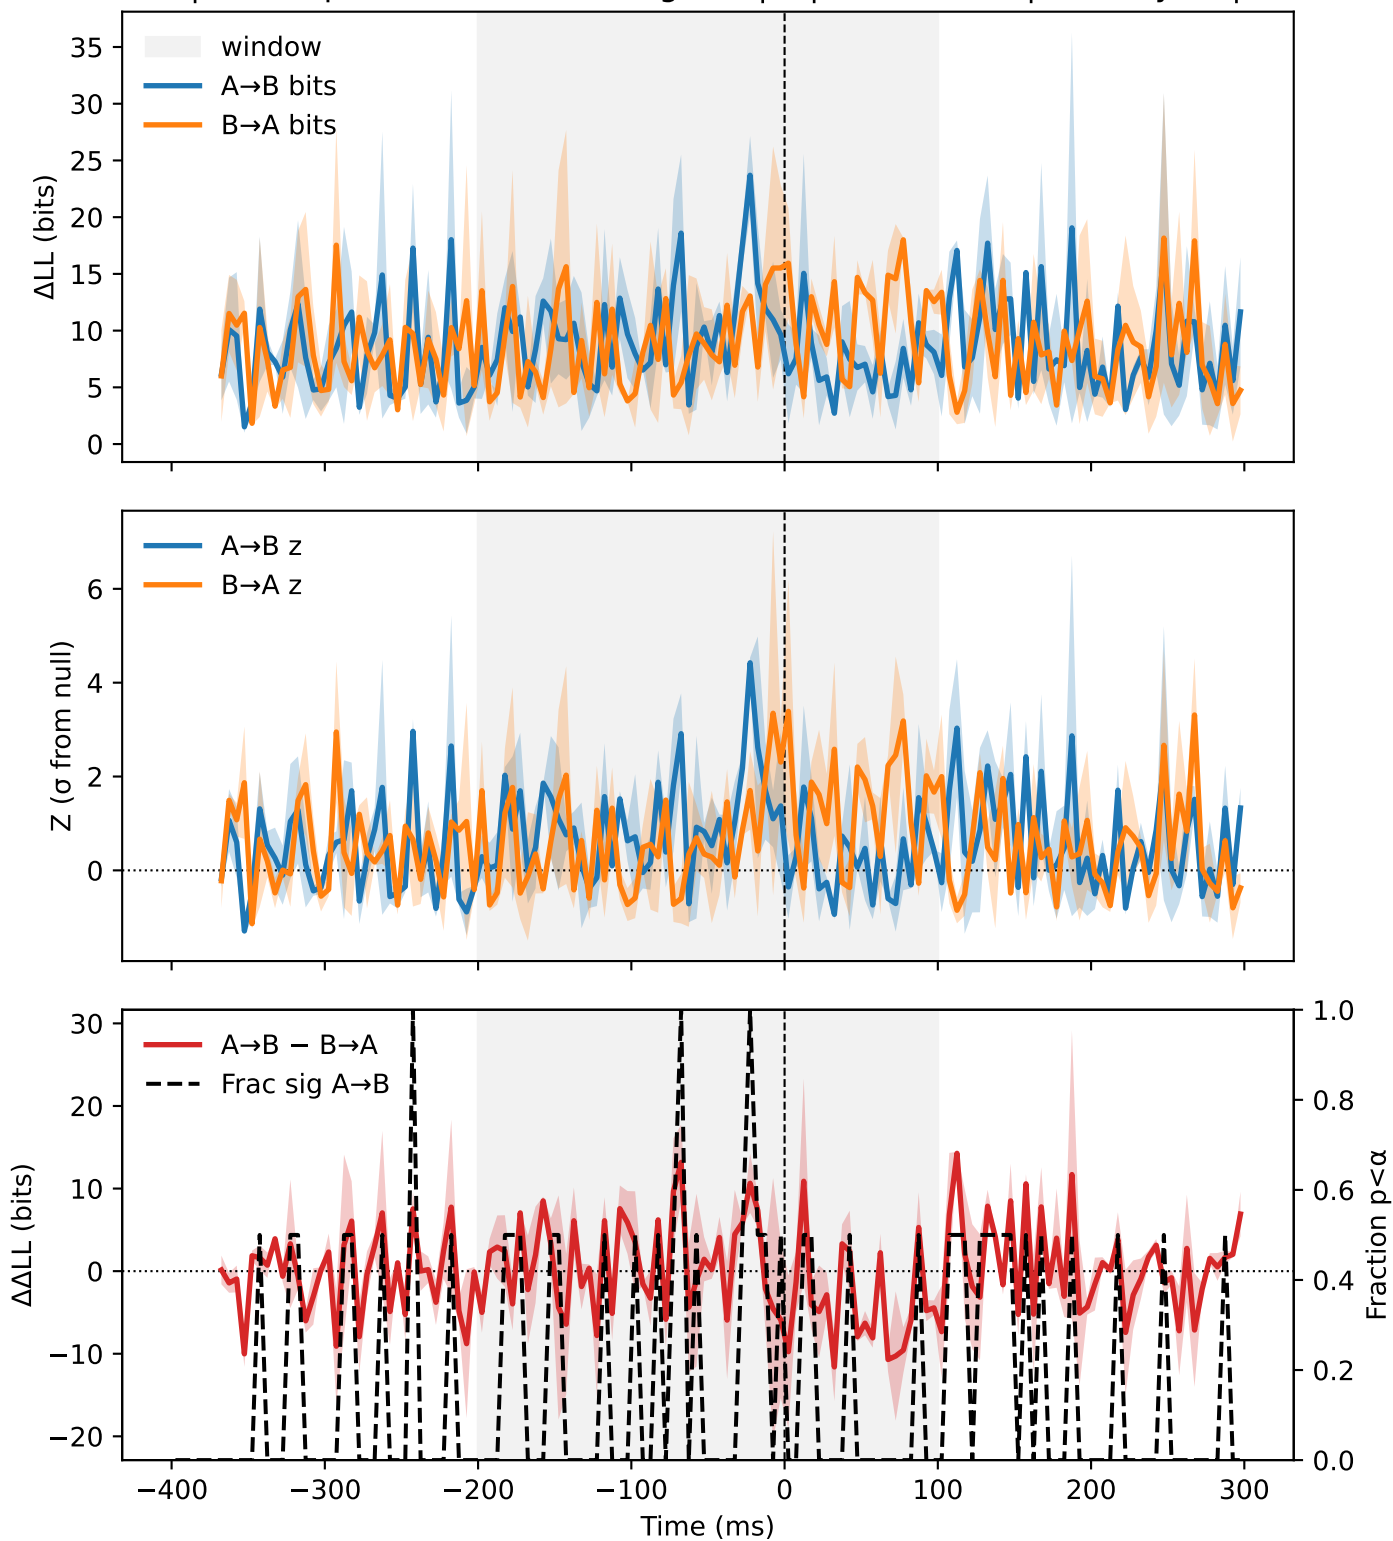 window
A→B bits
B→A bits
35
30
25
20
15
10
5
0
ΔLL (bits)
A→B z
B→A z
6
4
2
0
Z (σ from null)
A→B − B→A
Frac sig A→B
30
20
10
0
−10
−20
ΔΔLL (bits)
1.0
0.8
0.6
0.4
0.2
0.0
Fraction p<α
−400 −300 −200 −100 0 100 200 300
Time (ms)